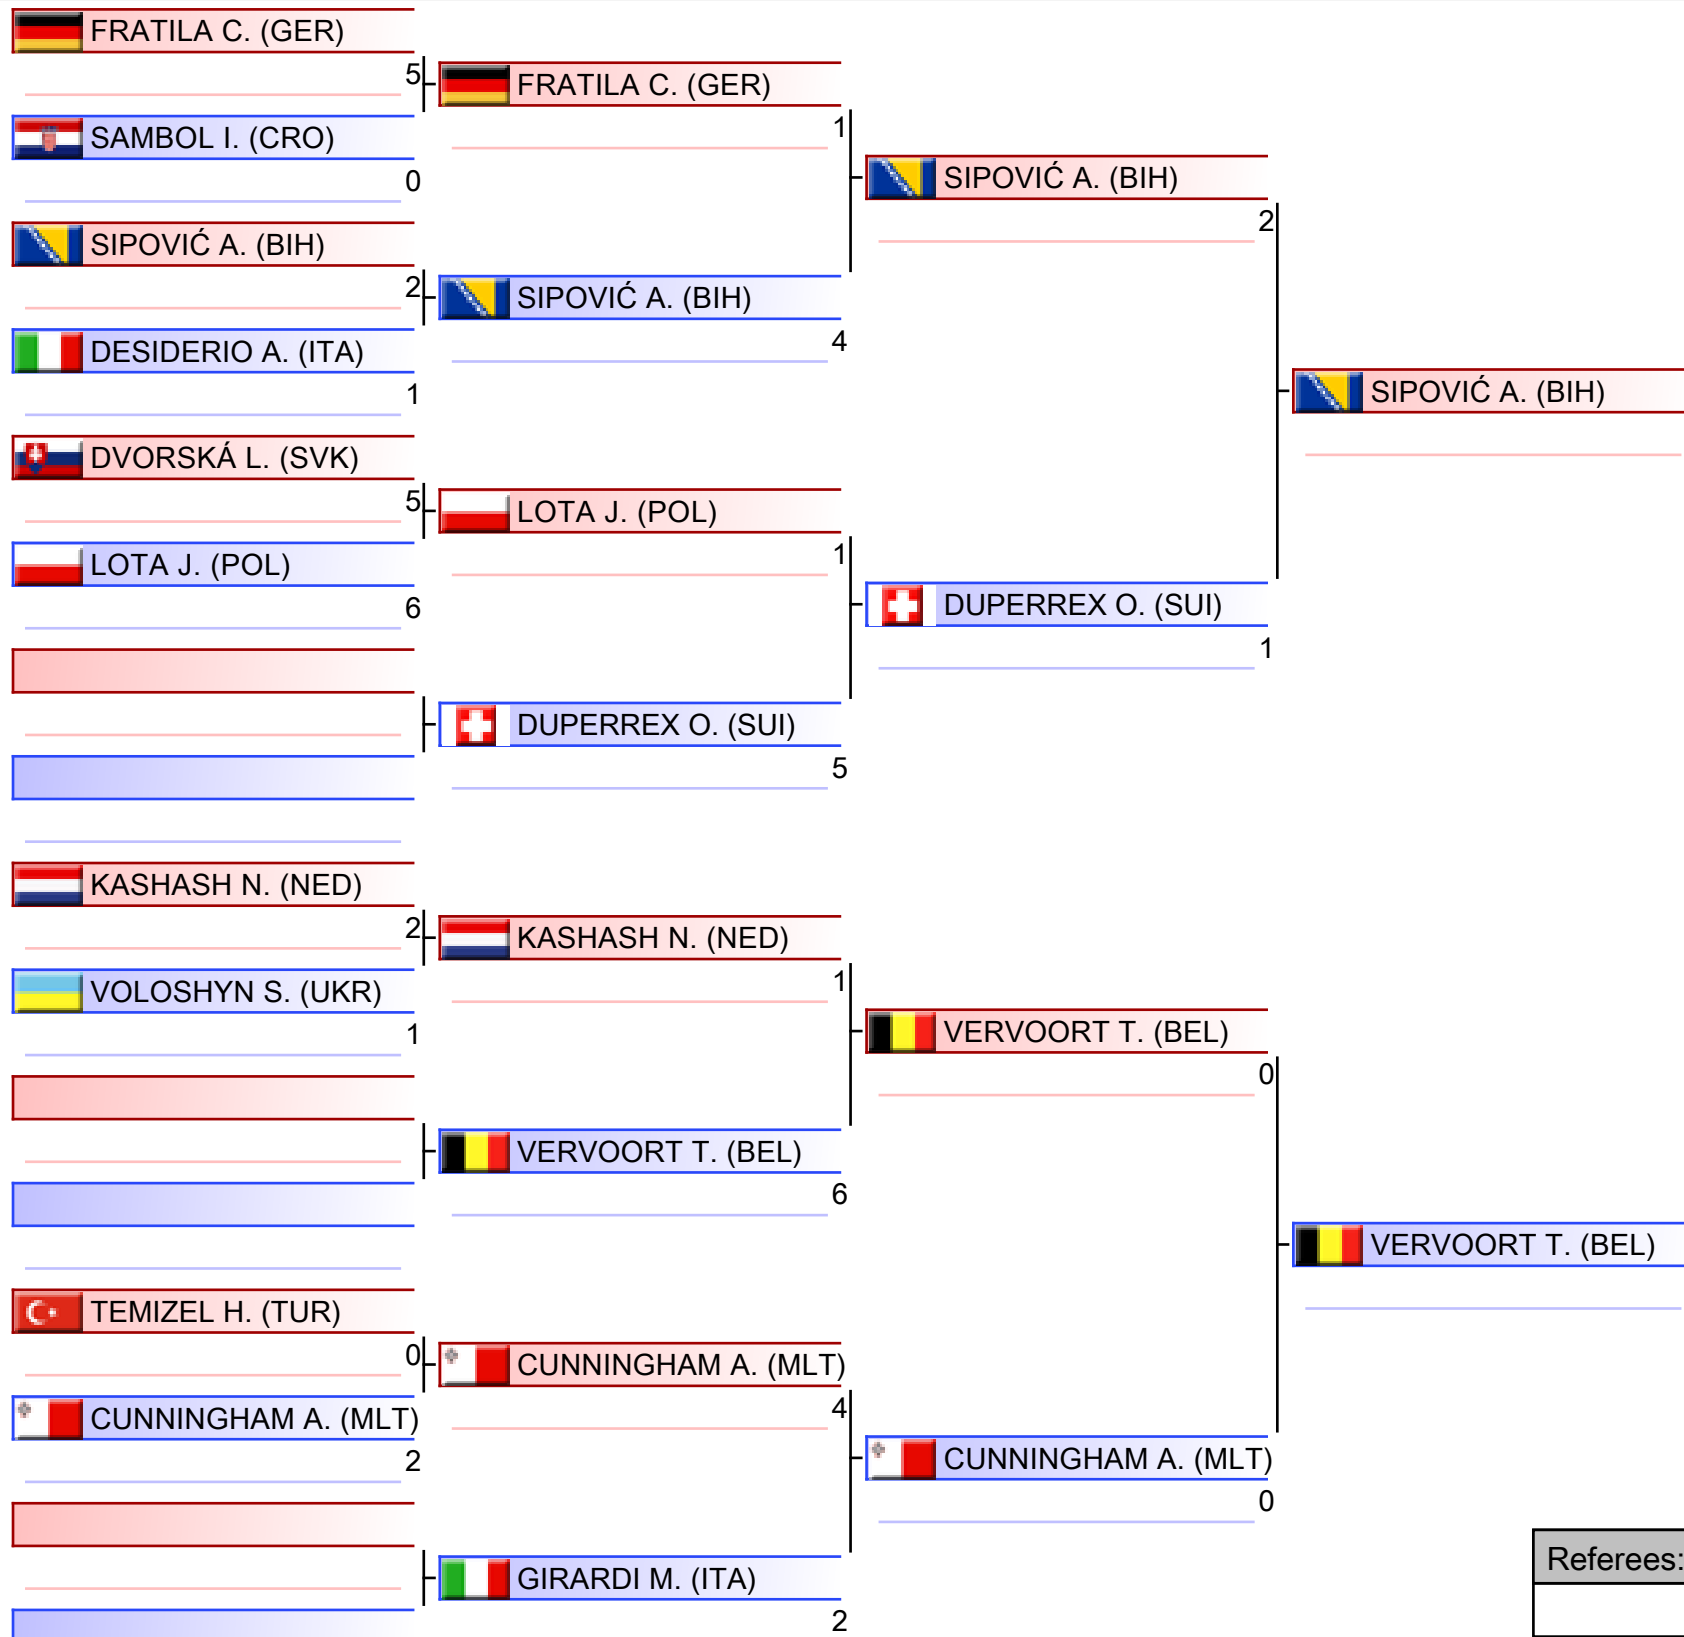 FRATILA C. (GER)
5
SAMBOL I. (CRO)
0
SIPOVIĆ A. (BIH)
2
DESIDERIO A. (ITA)
1
DVORSKÁ L. (SVK)
5
LOTA J. (POL)
6
KASHASH N. (NED)
2
VOLOSHYN S. (UKR)
1
TEMIZEL H. (TUR)
0
CUNNINGHAM A. (MLT)
2
FRATILA C. (GER)
1
SIPOVIĆ A. (BIH)
4
LOTA J. (POL)
1
DUPERREX O. (SUI)
5
KASHASH N. (NED)
1
VERVOORT T. (BEL)
6
CUNNINGHAM A. (MLT)
4
GIRARDI M. (ITA)
2
SIPOVIĆ A. (BIH)
2
DUPERREX O. (SUI)
1
VERVOORT T. (BEL)
0
CUNNINGHAM A. (MLT)
0
SIPOVIĆ A. (BIH)
VERVOORT T. (BEL)
Referees: